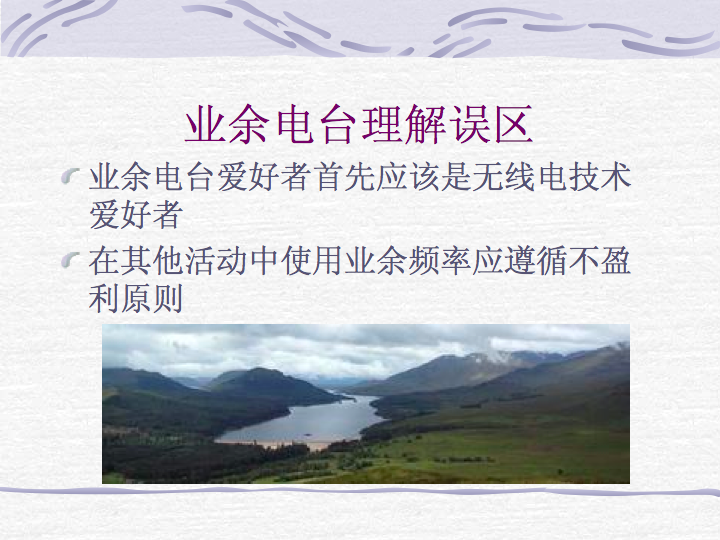 业余电台理解误区
业余电台爱好者首先应该是无线电技术
爱好者
在其他活动中使用业余频率应遵循不盈
利原则